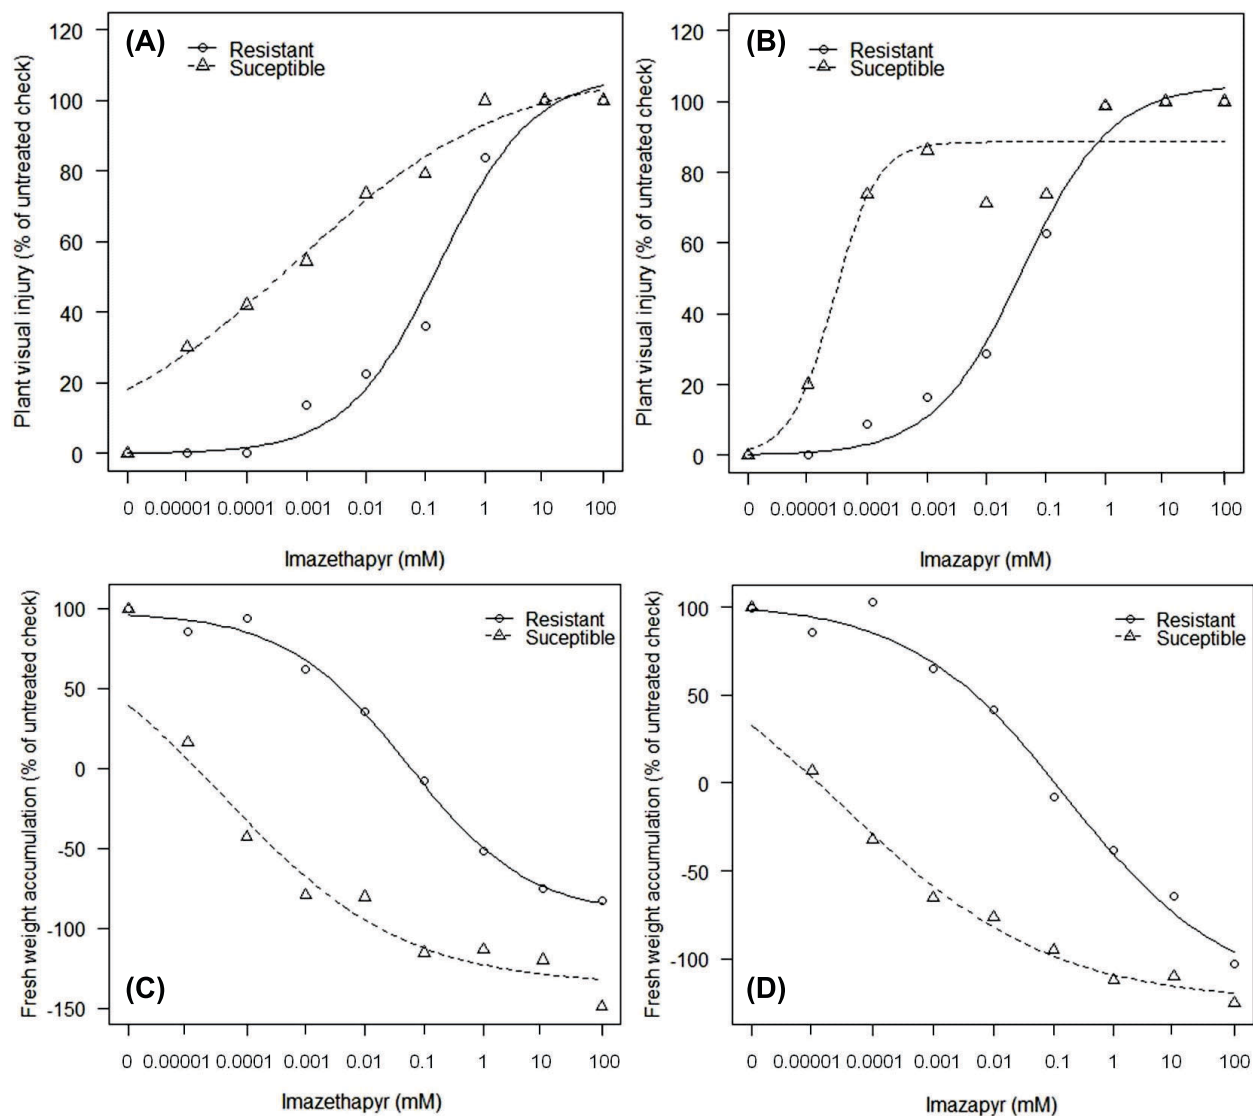 (A)
Resistant
Suceptible
Plant visual injury (% of untreated check)
120
100
80
60
40
20
0
0 0.00001 0.0001 0.001 0.01 0.1 1 10 100
Imazethapyr (mM)
(B)
Resistant
Suceptible
Plant visual injury (% of untreated check)
120
100
80
60
40
20
0
0 0.00001 0.0001 0.001 0.01 0.1 1 10 100
Imazapyr (mM)
(C)
Resistant
Suceptible
Fresh weight accumulation (% of untreated check)
100
50
0
-50
-100
-150
0 0.00001 0.0001 0.001 0.01 0.1 1 10 100
Imazethapyr (mM)
(D)
Resistant
Suceptible
Fresh weight accumulation (% of untreated check)
100
50
0
-50
-100
0 0.00001 0.0001 0.001 0.01 0.1 1 10 100
Imazapyr (mM)